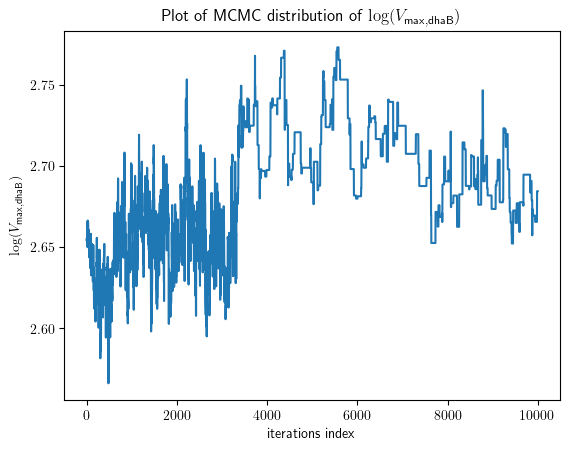 Plot of MCMC distribution of log(V_max,dhaB)
log(V_max,dhaB)
2.75
2.70
2.65
2.60
0 2000 4000 6000 8000 10000
iterations index